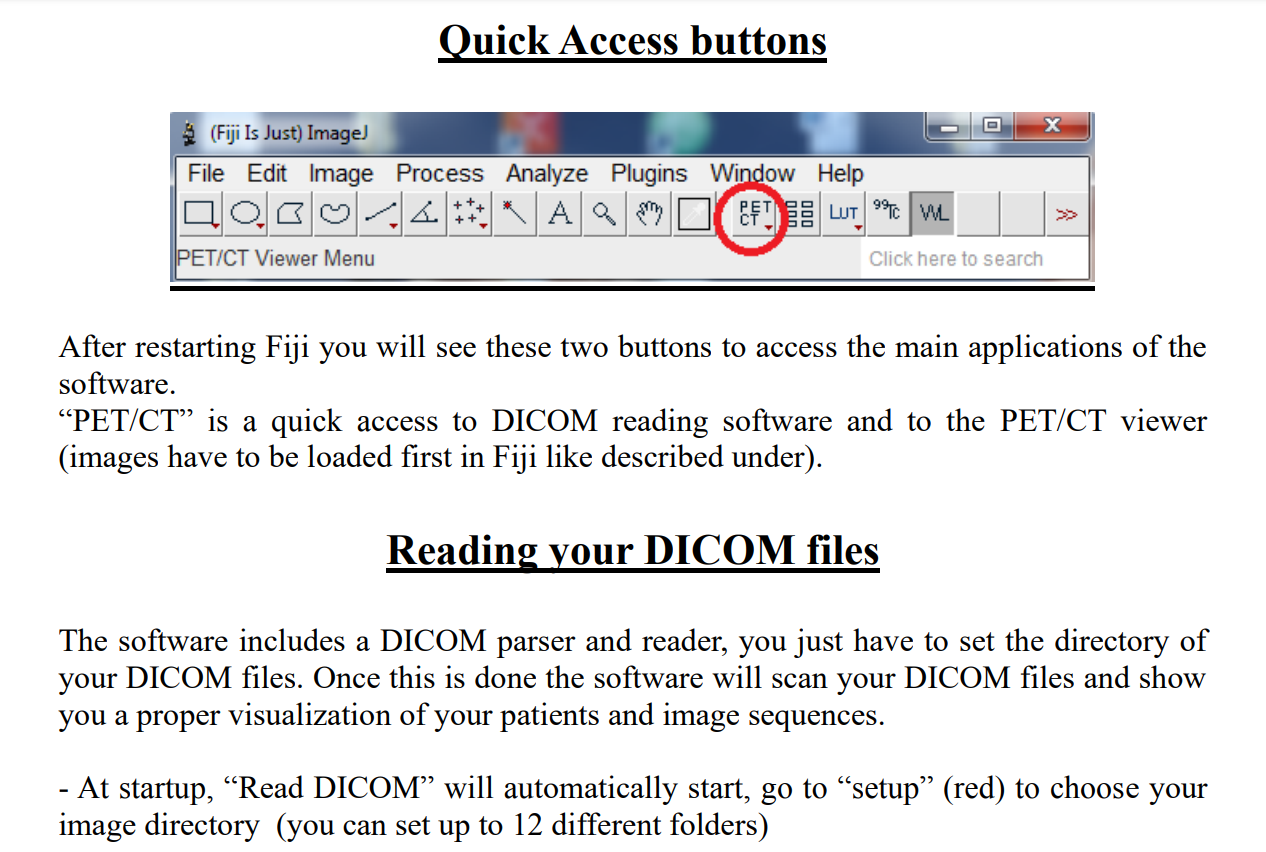 Quick Access buttons
(Fiji Is Just) ImageJ
File Edit Image Process Analyze Plugins Window Help
A PET CT LUT 99Tc WL >>
PET/CT Viewer Menu Click here to search
After restarting Fiji you will see these two buttons to access the main applications of the
software.
“PET/CT” is a quick access to DICOM reading software and to the PET/CT viewer
(images have to be loaded first in Fiji like described under).
Reading your DICOM files
The software includes a DICOM parser and reader, you just have to set the directory of
your DICOM files. Once this is done the software will scan your DICOM files and show
you a proper visualization of your patients and image sequences.
- At startup, “Read DICOM” will automatically start, go to “setup” (red) to choose your
image directory  (you can set up to 12 different folders)